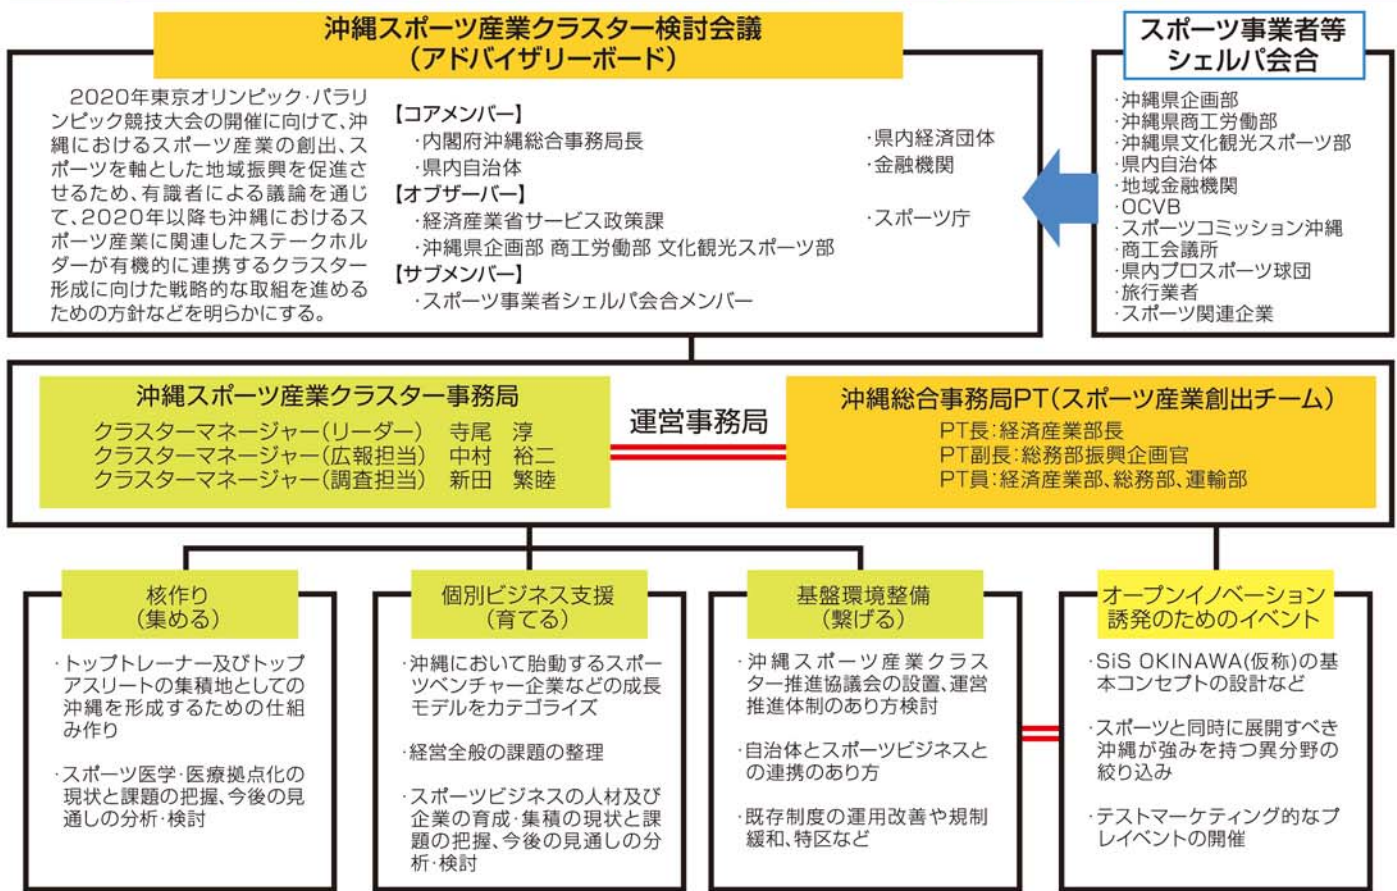 沖縄スポーツ産業クラスター検討会議
(アドバイザリーボード)
2020年東京オリンピック・パラリ
ンピック競技大会の開催に向けて、沖
縄におけるスポーツ産業の創出、ス
ポーツを軸とした地域振興を促進さ
せるため、有識者による議論を通じ
て、2020年以降も沖縄におけるス
ポーツ産業に関連したステークホル
ダーが有機的に連携するクラスター
形成に向けた戦略的な取組を進める
ための方針などを明らかにする。
【コアメンバー】
・内閣府沖縄総合事務局長
・県内経済団体
・県内自治体
・金融機関
【オブザーバー】
・経済産業省サービス政策課
・スポーツ庁
・沖縄県企画部 商工労働部 文化観光スポーツ部
【サブメンバー】
・スポーツ事業者シェルパ会合メンバー
スポーツ事業者等
シェルパ会合
・沖縄県企画部
・沖縄県商工労働部
・沖縄県文化観光スポーツ部
・県内自治体
・地域金融機関
・OCVB
・スポーツコミッション沖縄
・商工会議所
・県内プロスポーツ球団
・旅行業者
・スポーツ関連企業
沖縄スポーツ産業クラスター事務局
クラスターマネージャー(リーダー) 寺尾 淳
クラスターマネージャー(広報担当) 中村 裕二
クラスターマネージャー(調査担当) 新田 繁睦
運営事務局
沖縄総合事務局PT(スポーツ産業創出チーム)
PT長:経済産業部長
PT副長:総務部振興企画官
PT員:経済産業部、総務部、運輸部
核作り
(集める)
・トップトレーナー及びトップ
アスリートの集積地としての
沖縄を形成するための仕組
み作り
・スポーツ医学・医療拠点化の
現状と課題の把握、今後の見
通しの分析・検討
個別ビジネス支援
(育てる)
・沖縄において胎動するスポー
ツベンチャー企業などの成長
モデルをカテゴライズ
・経営全般の課題の整理
・スポーツビジネスの人材及び
企業の育成・集積の現状と課
題の把握、今後の見通しの分
析・検討
基盤環境整備
(繋げる)
・沖縄スポーツ産業クラス
ター推進協議会の設置、運営
推進体制のあり方検討
・自治体とスポーツビジネスと
の連携のあり方
・既存制度の運用改善や規制
緩和、特区など
オープンイノベーション
誘発のためのイベント
・SiS OKINAWA(仮称)の基
本コンセプトの設計など
・スポーツと同時に展開すべき
沖縄が強みを持つ異分野の
絞り込み
・テストマーケティング的なプ
レイベントの開催